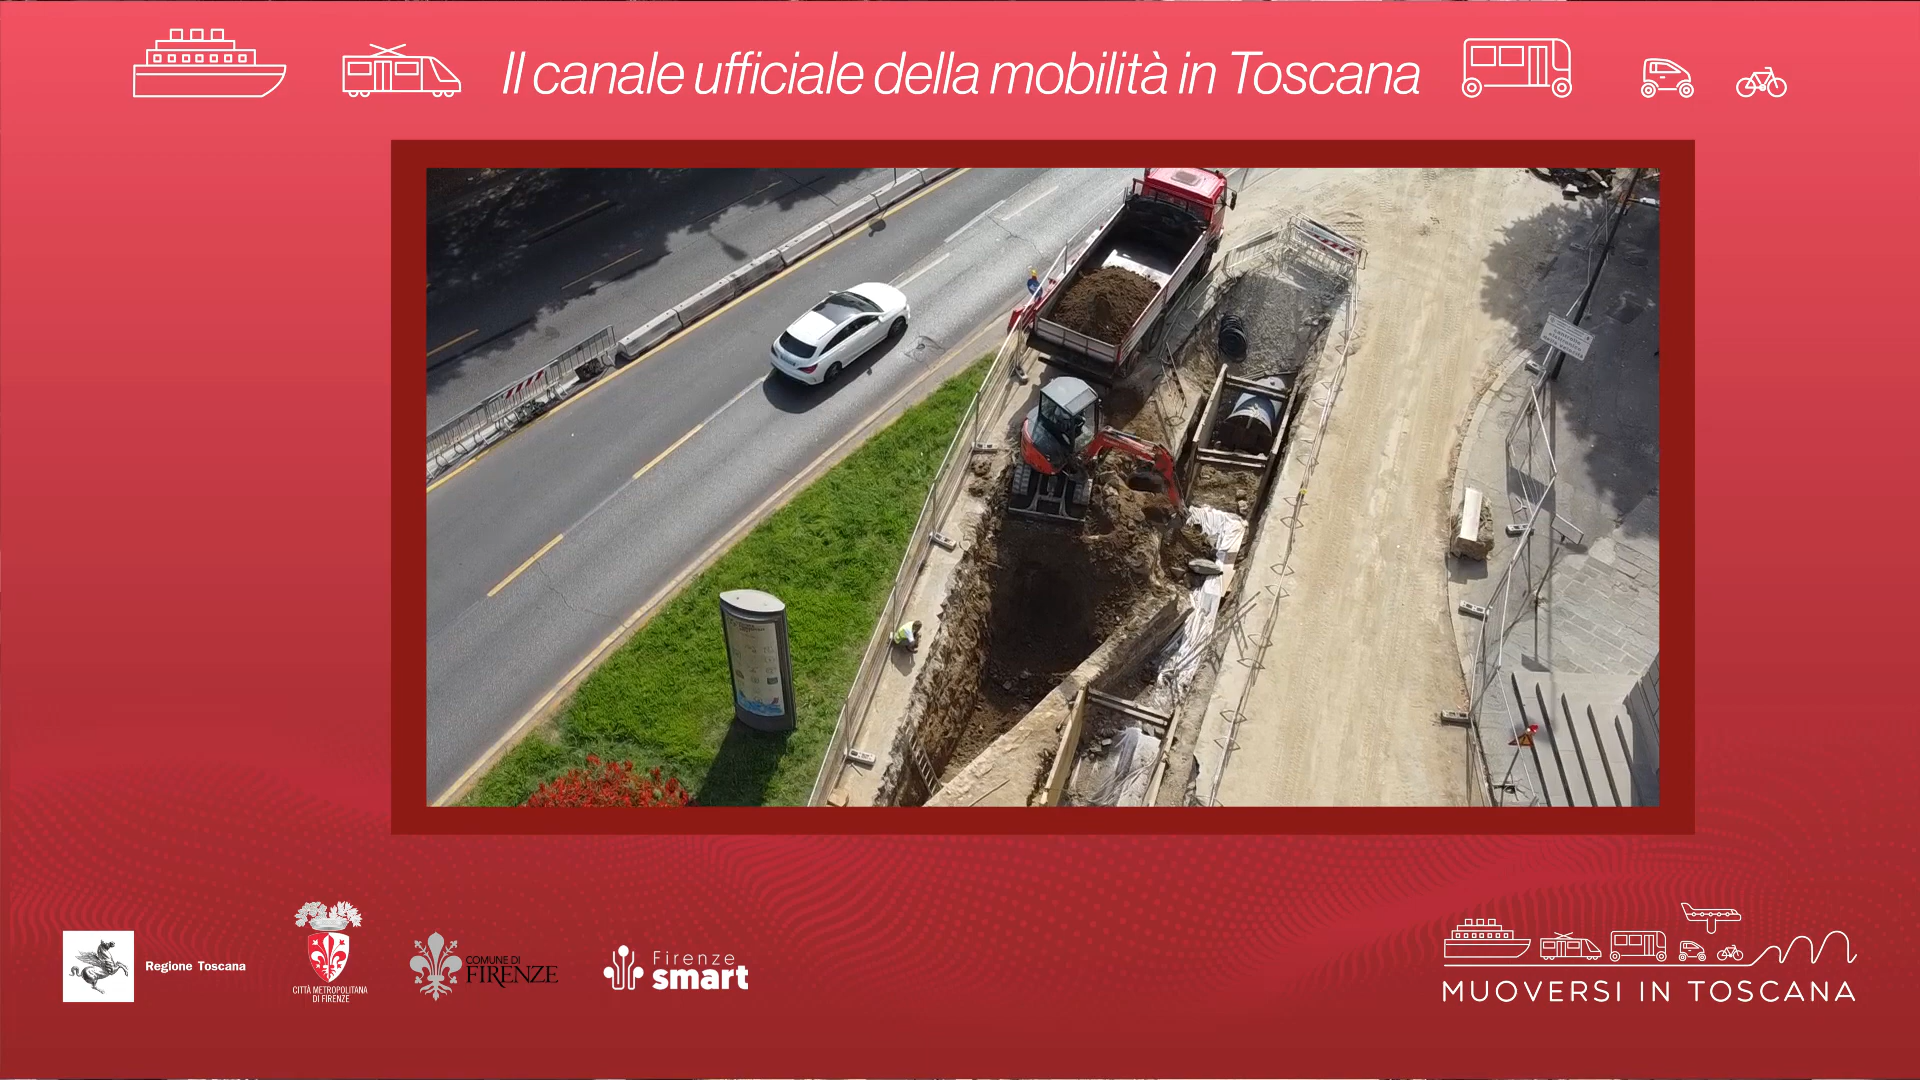 Il canale ufficiale della mobilità in Toscana
Regione Toscana
CITTÀ METROPOLITANA
DI FIRENZE
COMUNE DI
FIRENZE
Firenze
smart
MUOVERSI IN TOSCANA